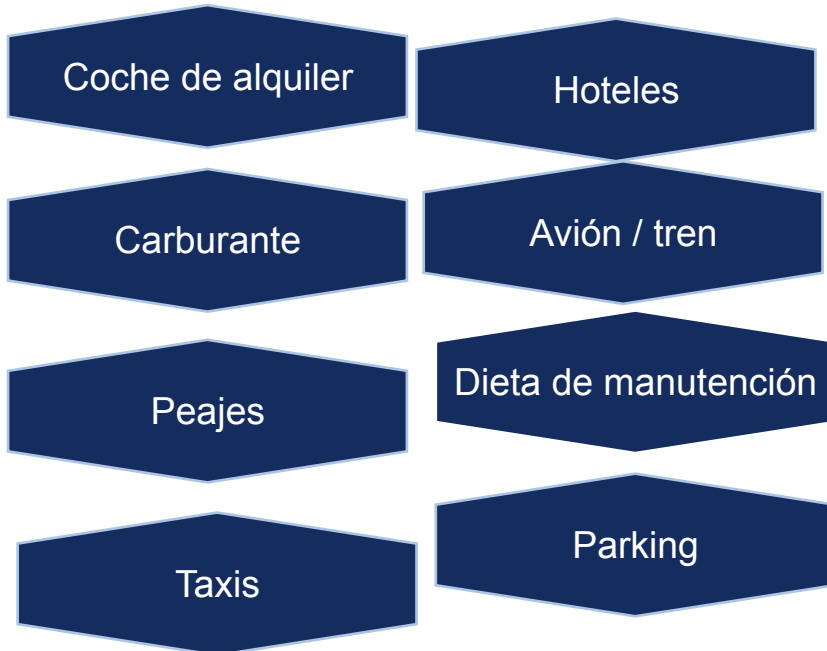 Coche de alquiler
Hoteles
Carburante
Avión / tren
Peajes
Dieta de manutención
Taxis
Parking